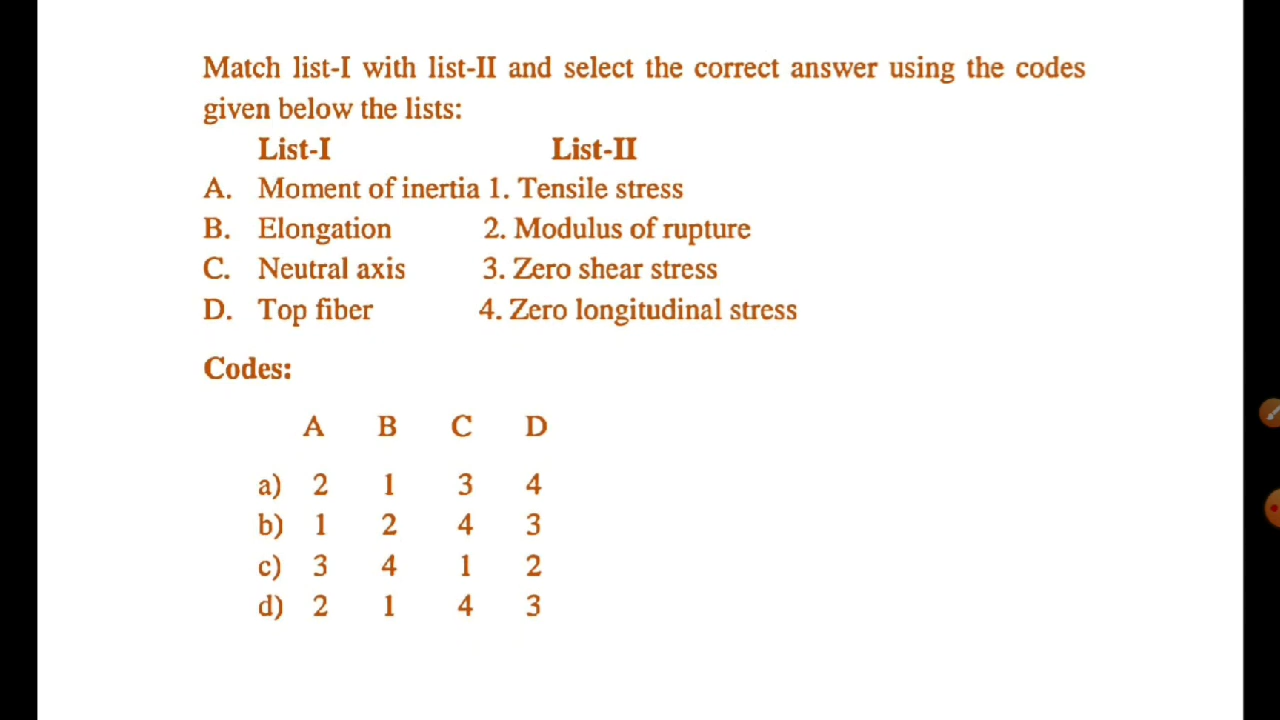 Match list-I with list-II and select the correct answer using the codes
given below the lists:
List-I List-II
A. Moment of inertia 1. Tensile stress
B. Elongation 2. Modulus of rupture
C. Neutral axis 3. Zero shear stress
D. Top fiber 4. Zero longitudinal stress
Codes:
A B C D
a) 2 1 3 4
b) 1 2 4 3
c) 3 4 1 2
d) 2 1 4 3